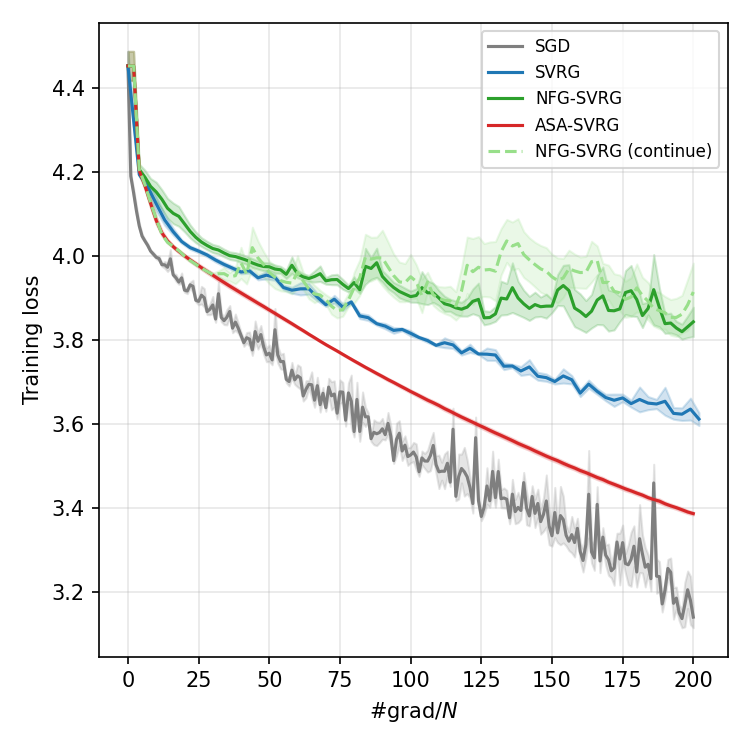 SGD
SVRG
NFG-SVRG
ASA-SVRG
NFG-SVRG (continue)
4.4
4.2
4.0
3.8
3.6
3.4
3.2
Training loss
0 25 50 75 100 125 150 175 200
#grad/N